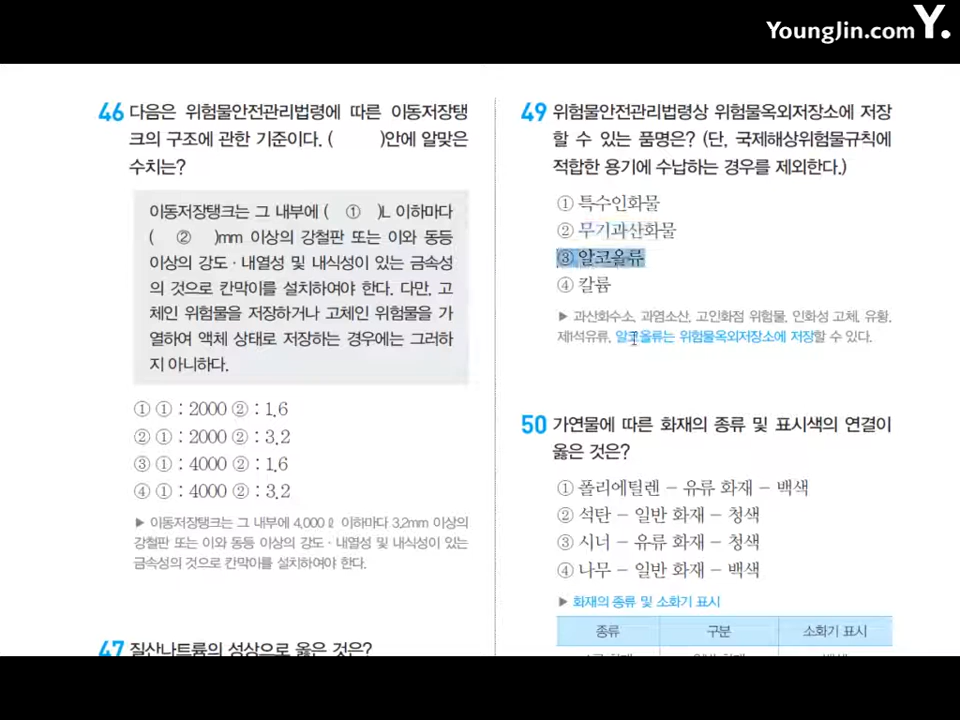 YoungJin.com Y.
46 다음은 위험물안전관리법령에 따른 이동저장탱
크의 구조에 관한 기준이다. ( )안에 알맞은
수치는?
이동저장탱크는 그 내부에 ( ① )L 이하마다
( ② )mm 이상의 강철판 또는 이와 동등
이상의 강도·내열성 및 내식성이 있는 금속성
의 것으로 칸막이를 설치하여야 한다. 다만, 고
체인 위험물을 저장하거나 고체인 위험물을 가
열하여 액체 상태로 저장하는 경우에는 그러하
지 아니하다.
① ① : 2000 ② : 1.6
② ① : 2000 ② : 3.2
③ ① : 4000 ② : 1.6
④ ① : 4000 ② : 3.2
▶ 이동저장탱크는 그 내부에 4,000ℓ 이하마다 3.2mm 이상의
강철판 또는 이와 동등 이상의 강도·내열성 및 내식성이 있는
금속성의 것으로 칸막이를 설치하여야 한다.
47 질산나트륨의 성상으로 옳은 것은?
49 위험물안전관리법령상 위험물옥외저장소에 저장
할 수 있는 품명은? (단, 국제해상위험물규칙에
적합한 용기에 수납하는 경우를 제외한다.)
① 특수인화물
② 무기과산화물
③ 알코올류
④ 칼륨
▶ 과산화수소, 과염소산, 고인화점 위험물, 인화성 고체, 유황,
제1석유류, 알코올류는 위험물옥외저장소에 저장할 수 있다.
50 가연물에 따른 화재의 종류 및 표시색의 연결이
옳은 것은?
① 폴리에틸렌 – 유류 화재 – 백색
② 석탄 – 일반 화재 – 청색
③ 시너 – 유류 화재 – 청색
④ 나무 – 일반 화재 – 백색
▶ 화재의 종류 및 소화기 표시
종류 구분 소화기 표시